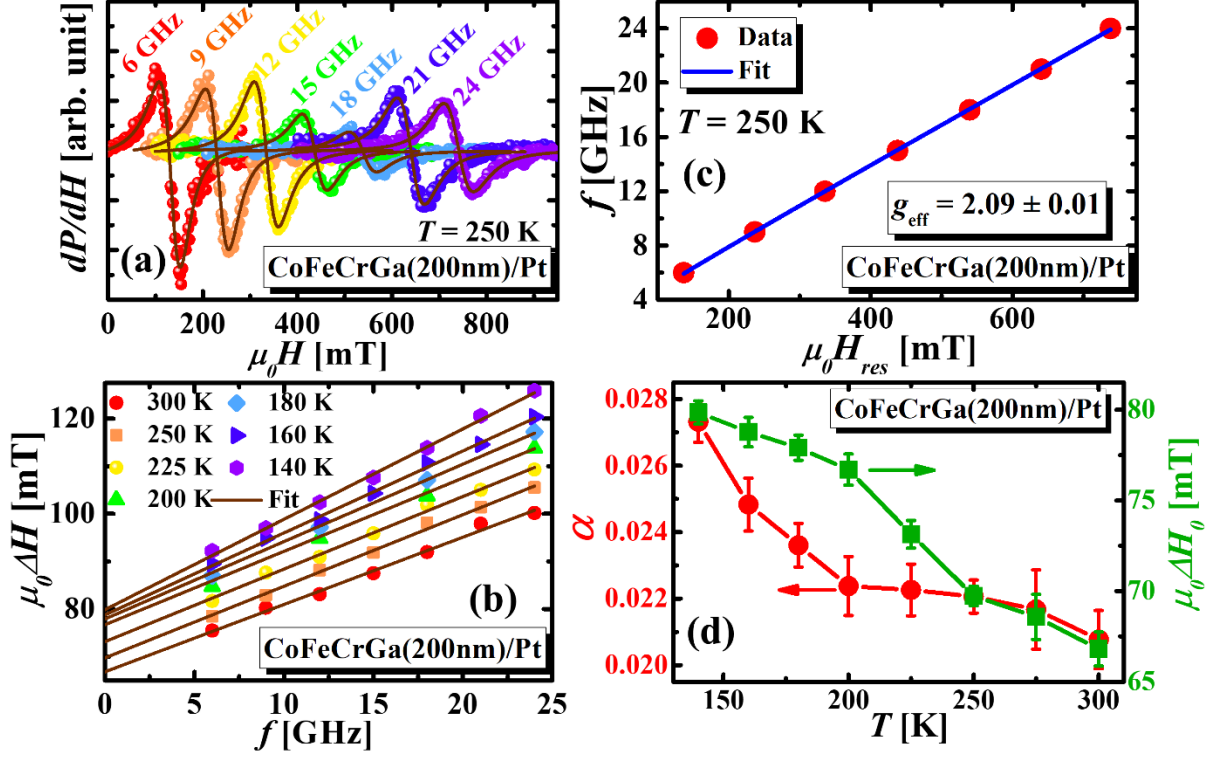 6 GHz
9 GHz
12 GHz
15 GHz
18 GHz
21 GHz
24 GHz
dP/dH [arb. unit]
(a)
T = 250 K
CoFeCrGa(200nm)/Pt
0 200 400 600 800
μ₀H [mT]
24
20
16
12
8
4
f [GHz]
Data
Fit
T = 250 K
(c)
g_eff = 2.09 ± 0.01
CoFeCrGa(200nm)/Pt
200 400 600
μ₀H_res [mT]
120
100
80
μ₀ΔH [mT]
300 K 180 K
250 K 160 K
225 K 140 K
200 K Fit
(b)
CoFeCrGa(200nm)/Pt
0 5 10 15 20 25
f [GHz]
0.028
0.026
0.024
0.022
0.020
α
CoFeCrGa(200nm)/Pt
(d)
80
75
70
65
μ₀ΔH₀ [mT]
150 200 250 300
T [K]